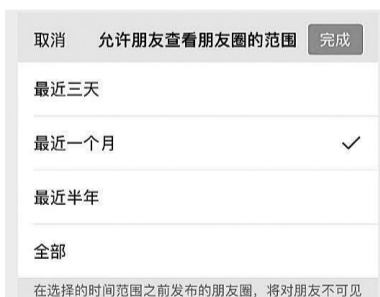 取消 允许朋友查看朋友圈的范围 完成
最近三天
最近一个月
最近半年
全部
在选择的时间范围之前发布的朋友圈，将对朋友不可见